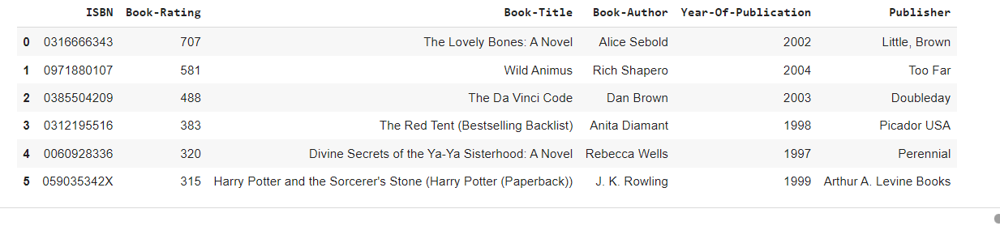 ISBN Book-Rating Book-Title Book-Author Year-Of-Publication Publisher
0 0316666343 707 The Lovely Bones: A Novel Alice Sebold 2002 Little, Brown
1 0971880107 581 Wild Animus Rich Shapero 2004 Too Far
2 0385504209 488 The Da Vinci Code Dan Brown 2003 Doubleday
3 0312195516 383 The Red Tent (Bestselling Backlist) Anita Diamant 1998 Picador USA
4 0060928336 320 Divine Secrets of the Ya-Ya Sisterhood: A Novel Rebecca Wells 1997 Perennial
5 059035342X 315 Harry Potter and the Sorcerer's Stone (Harry Potter (Paperback)) J. K. Rowling 1999 Arthur A. Levine Books